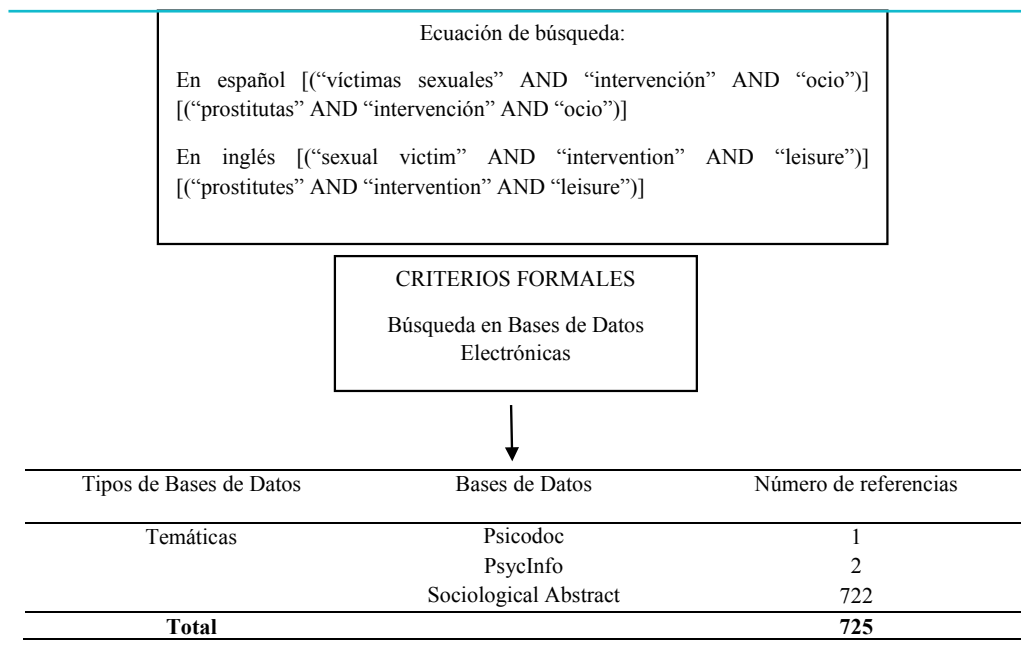 Ecuación de búsqueda:
En español [(“víctimas sexuales” AND “intervención” AND “ocio”)]
[(“prostitutas” AND “intervención” AND “ocio”)]
En inglés [(“sexual victim” AND “intervention” AND “leisure”)]
[(“prostitutes” AND “intervention” AND “leisure”)]
CRITERIOS FORMALES
Búsqueda en Bases de Datos
Electrónicas
Tipos de Bases de Datos Bases de Datos Número de referencias
Temáticas Psicodoc 1
PsycInfo 2
Sociological Abstract 722
Total 725